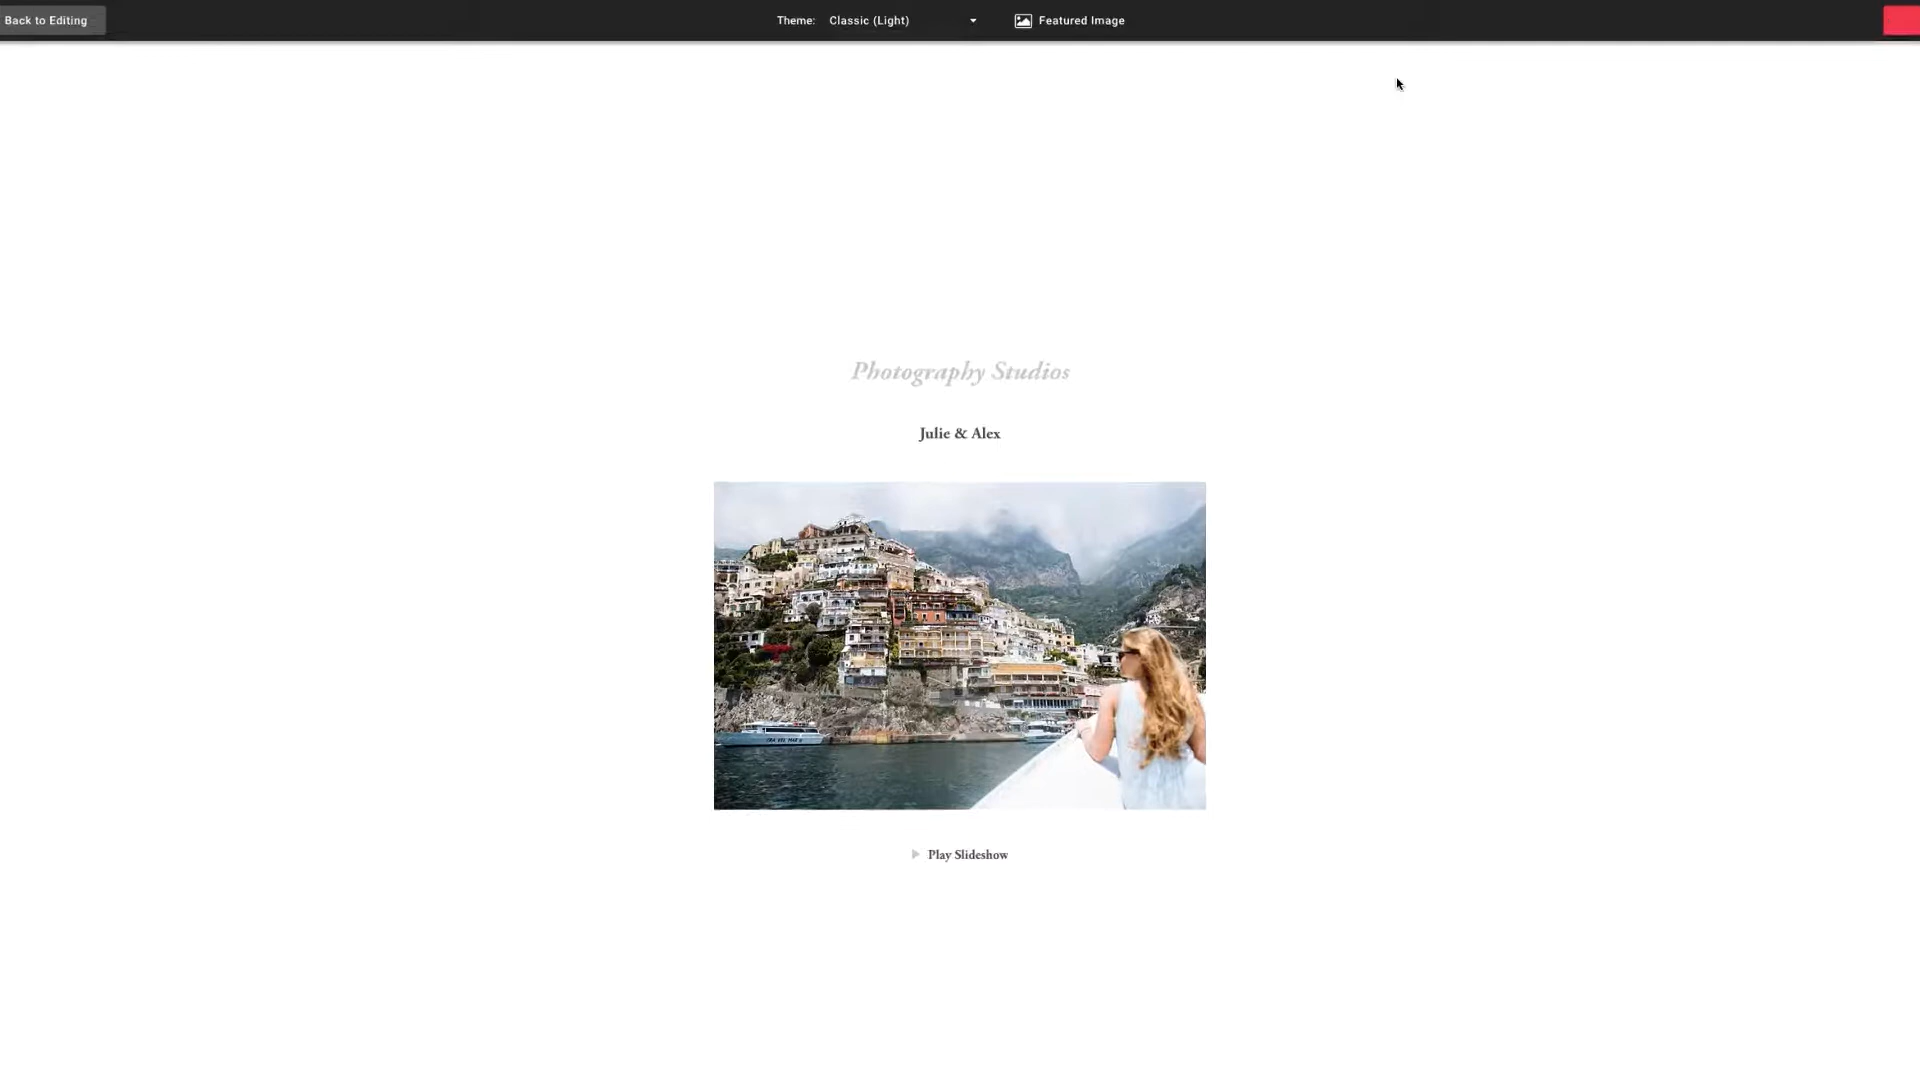 Back to Editing
Theme: Classic (Light)
Featured Image
Photography Studios
Julie & Alex
Play Slideshow